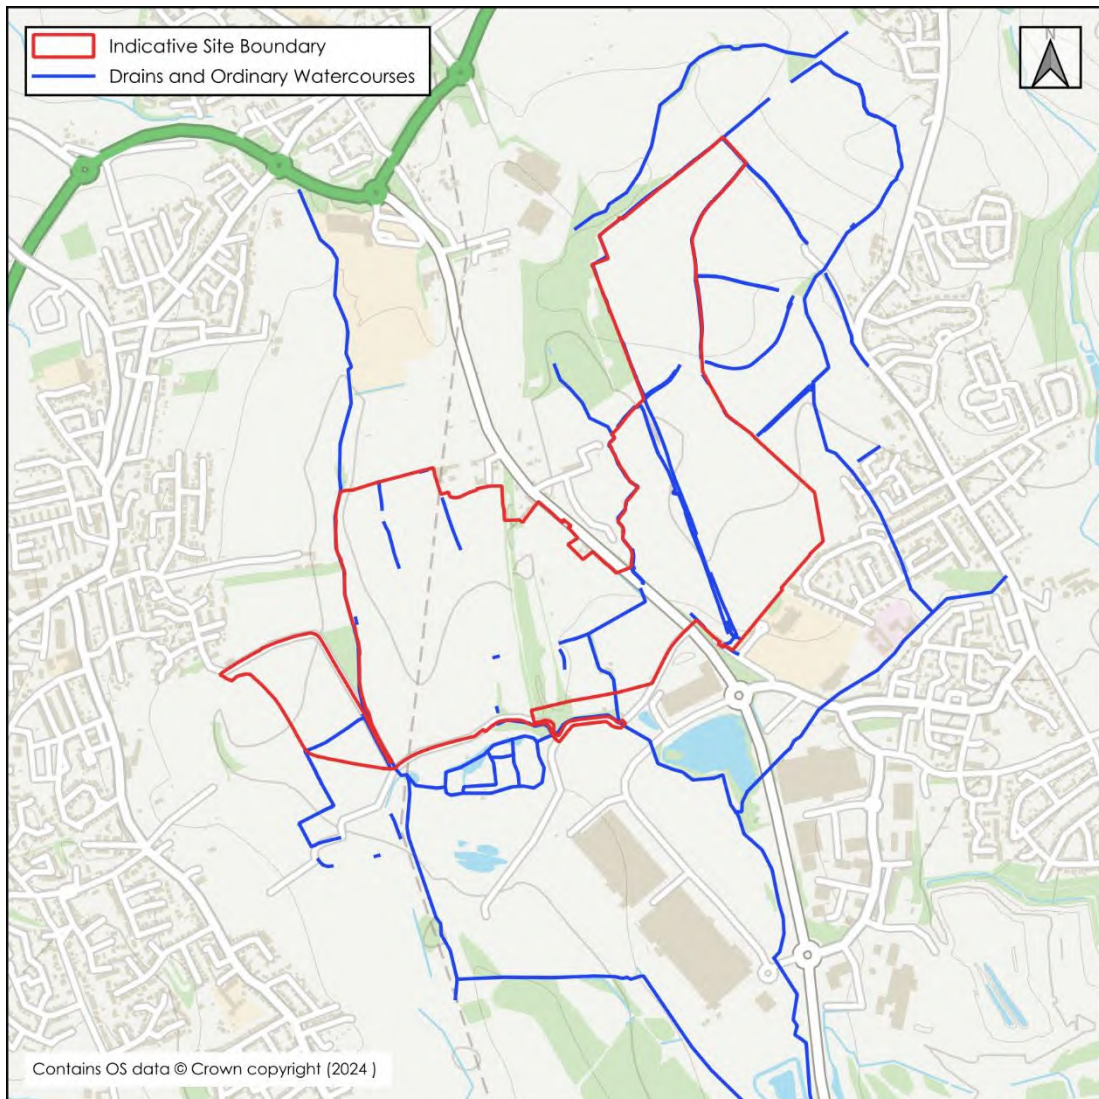 Indicative Site Boundary
Drains and Ordinary Watercourses
N
Contains OS data © Crown copyright (2024 )